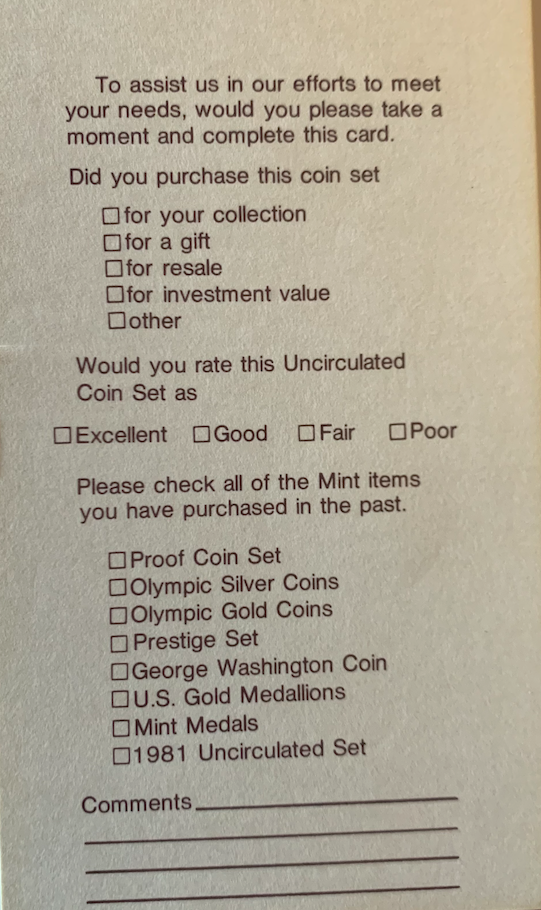 To assist us in our efforts to meet
your needs, would you please take a
moment and complete this card.
Did you purchase this coin set
☐ for your collection
☐ for a gift
☐ for resale
☐ for investment value
☐ other
Would you rate this Uncirculated
Coin Set as
☐ Excellent ☐ Good ☐ Fair ☐ Poor
Please check all of the Mint items
you have purchased in the past.
☐ Proof Coin Set
☐ Olympic Silver Coins
☐ Olympic Gold Coins
☐ Prestige Set
☐ George Washington Coin
☐ U.S. Gold Medallions
☐ Mint Medals
☐ 1981 Uncirculated Set
Comments